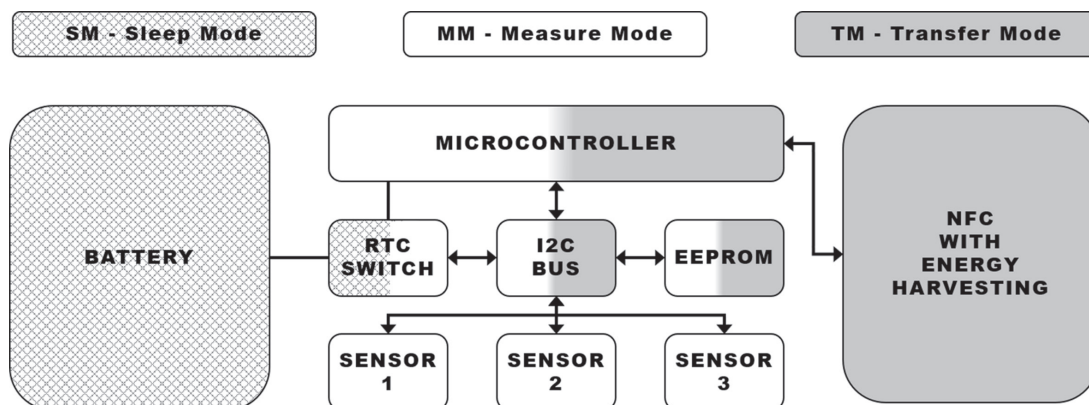 SM - Sleep Mode
MM - Measure Mode
TM - Transfer Mode
MICROCONTROLLER
BATTERY
RTC
SWITCH
I2C
BUS
EEPROM
NFC
WITH
ENERGY
HARVESTING
SENSOR
1
SENSOR
2
SENSOR
3